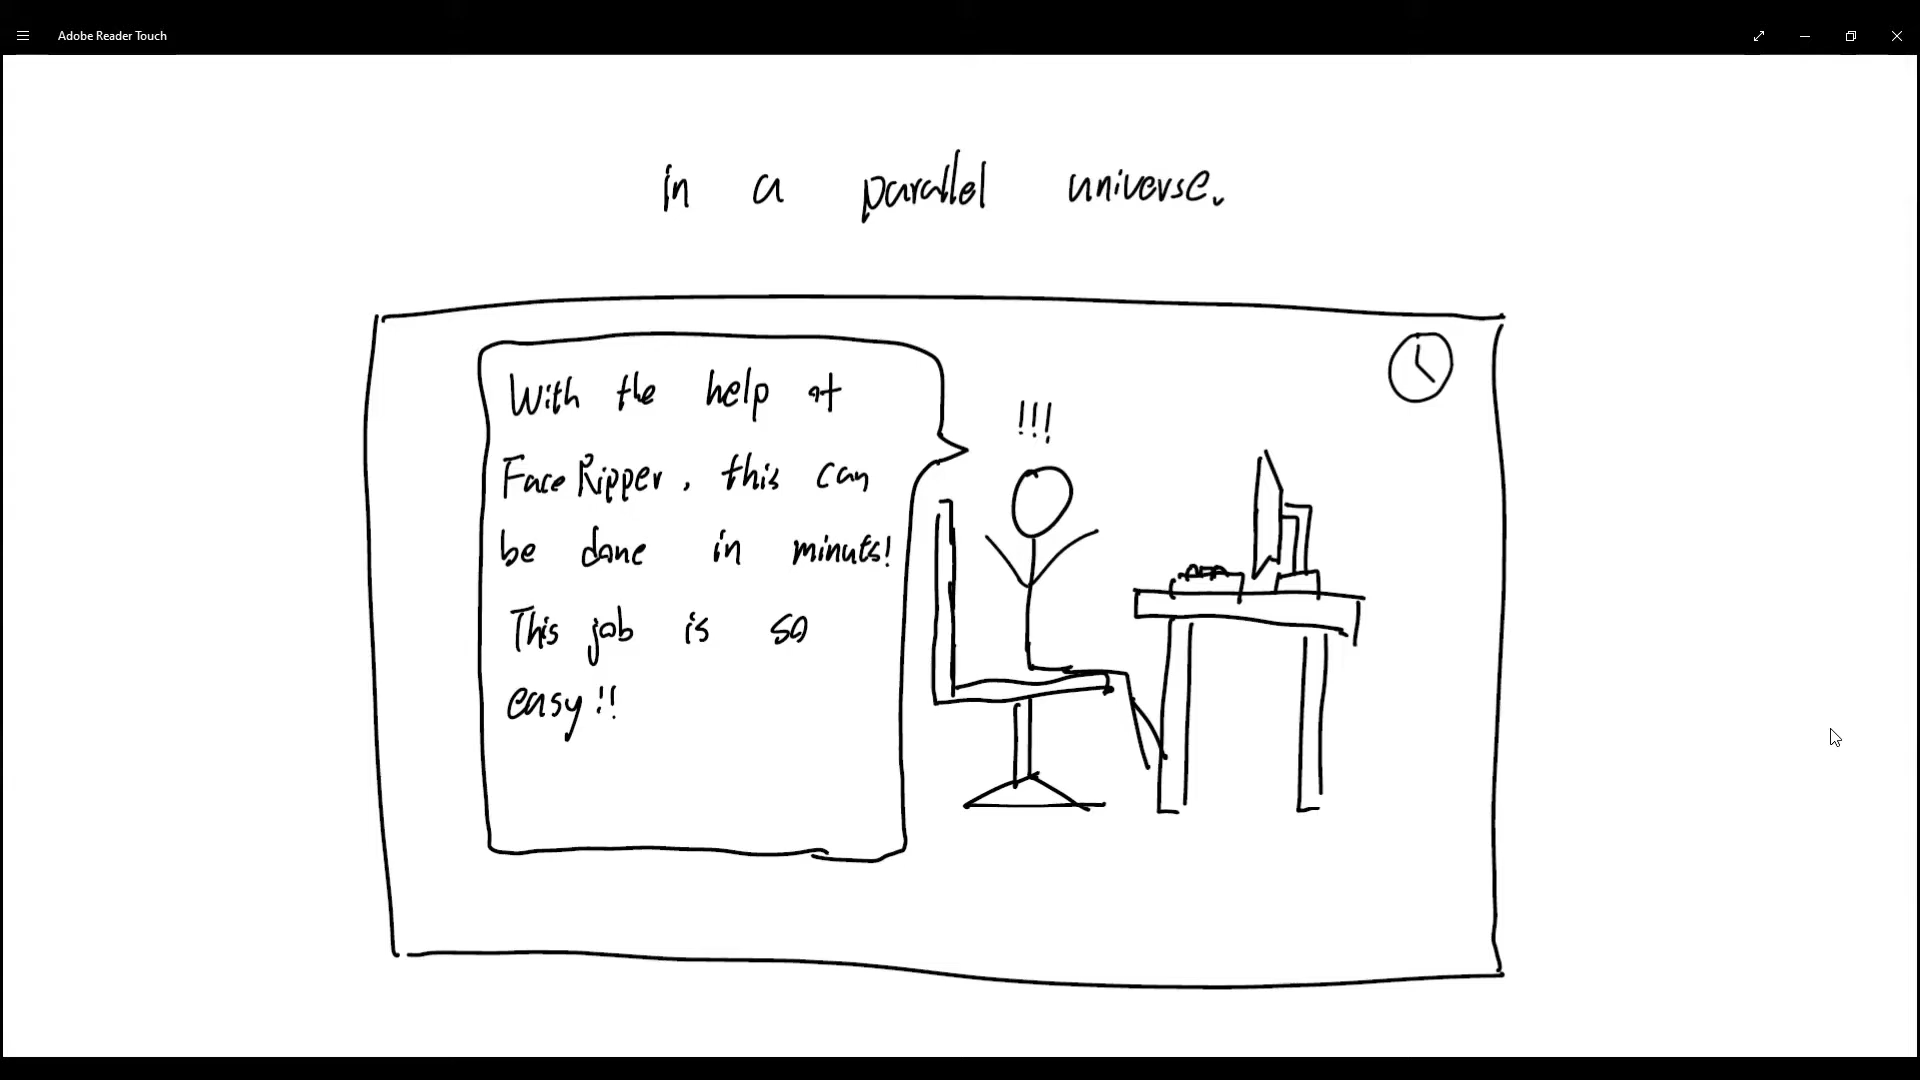 Adobe Reader Touch
in a parallel universe.
With the help of
!!!
FaceRipper, this can
be done in minuts!
This job is so
easy!!